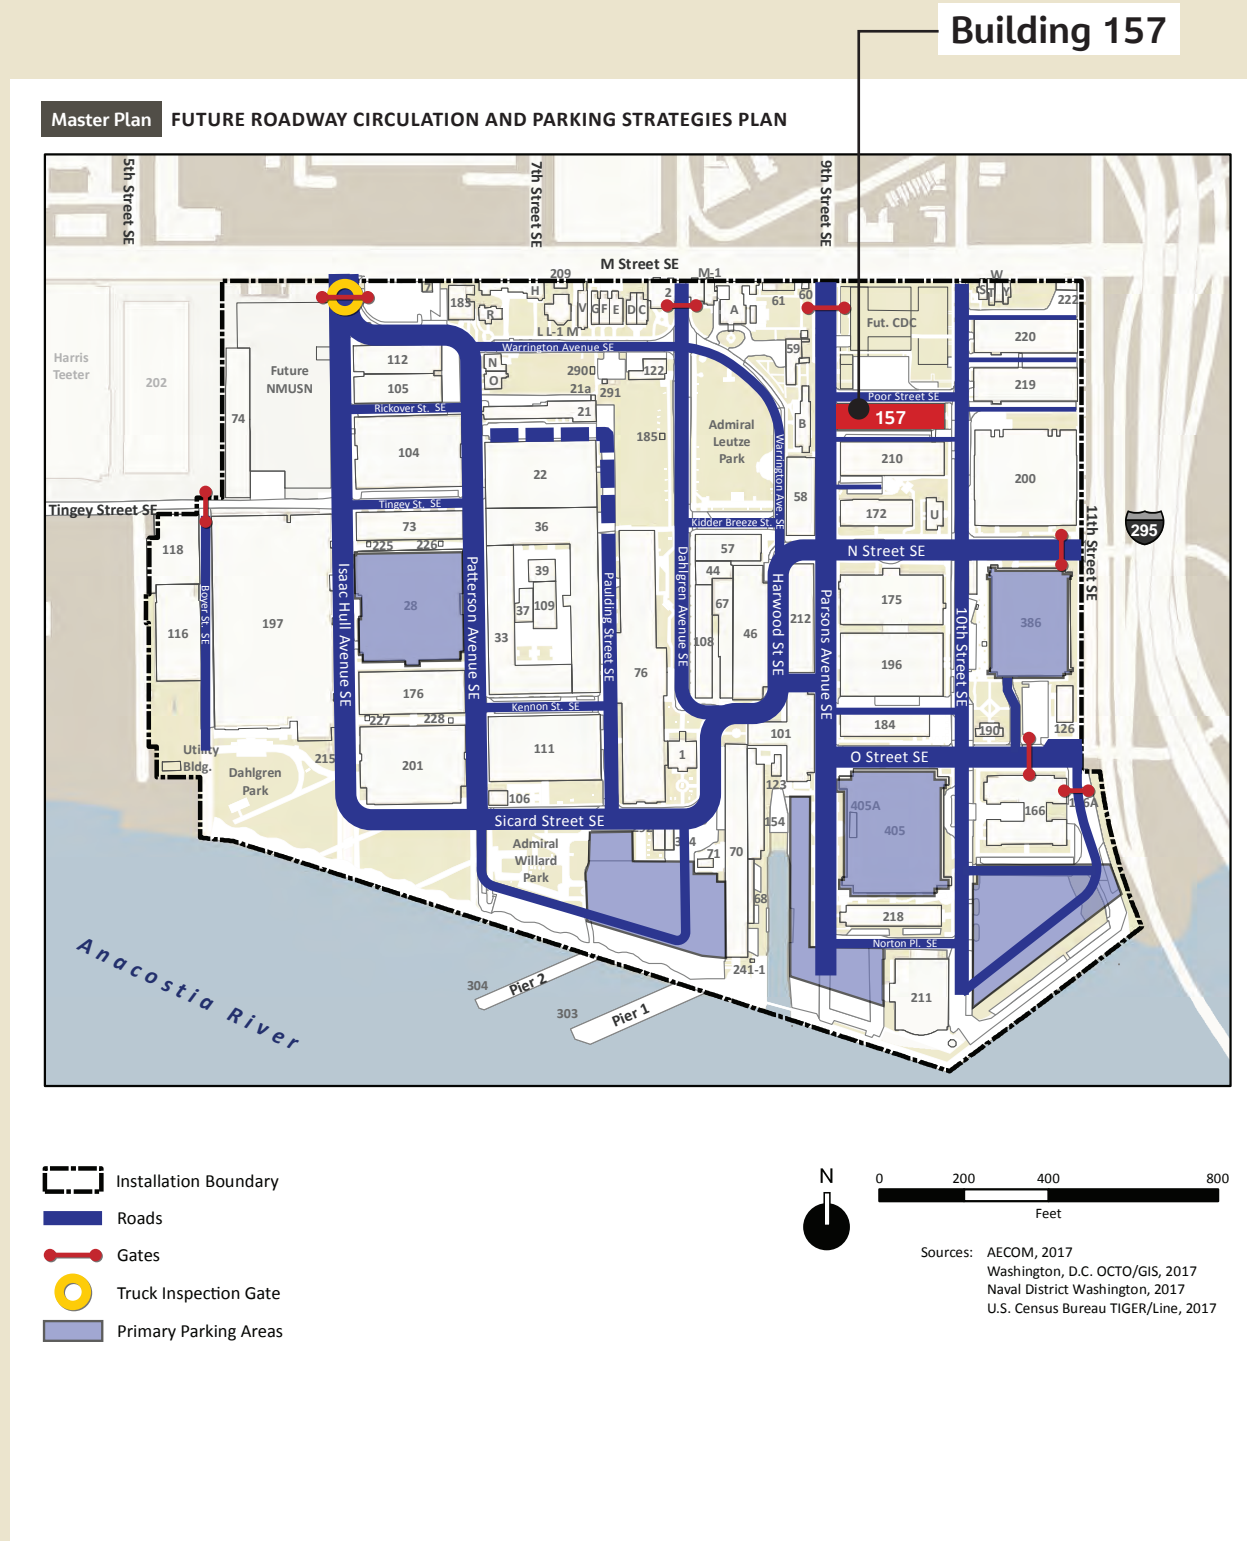 Building 157
Master Plan
FUTURE ROADWAY CIRCULATION AND PARKING STRATEGIES PLAN
5th Street SE
7th Street SE
9th Street SE
M Street SE
209
M-1
W
7
183
H
R
V
G
F
E
D
C
2
A
61
60
S
T
Y
222
L L-1 M
Fut. CDC
220
Harris
Teeter
202
Future
NMUSN
112
Warrington Avenue SE
59
N
O
290
122
105
21a
291
219
Poor Street SE
Rickover St. SE
74
21
185
Admiral
Leutze
Park
B
157
104
22
Warrington Ave. SE
210
200
58
Tingey St. SE
Tingey Street SE
172
U
73
36
Kidder Breeze St.
11th Street SE
295
118
225
226
57
N Street SE
39
44
28
37
109
67
175
Boyer St. SE
Isaac Hull Avenue SE
Patterson Avenue SE
Paulding Street SE
Dahlgren Avenue SE
Harwood St SE
Parsons Avenue SE
10th Street SE
386
197
116
33
108
46
212
76
196
176
Kennon St. SE
227
228
184
190
126
101
Utility
Bldg.
215
111
1
O Street SE
Dahlgren
Park
201
123
106
405A
166
Sicard Street SE
154
405
Admiral
Willard
Park
71
70
68
218
Norton Pl. SE
241-1
211
304
Pier 2
303
Pier 1
Anacostia River
Installation Boundary
Roads
Gates
Truck Inspection Gate
Primary Parking Areas
N
0 200 400 800
Feet
Sources: AECOM, 2017
Washington, D.C. OCTO/GIS, 2017
Naval District Washington, 2017
U.S. Census Bureau TIGER/Line, 2017